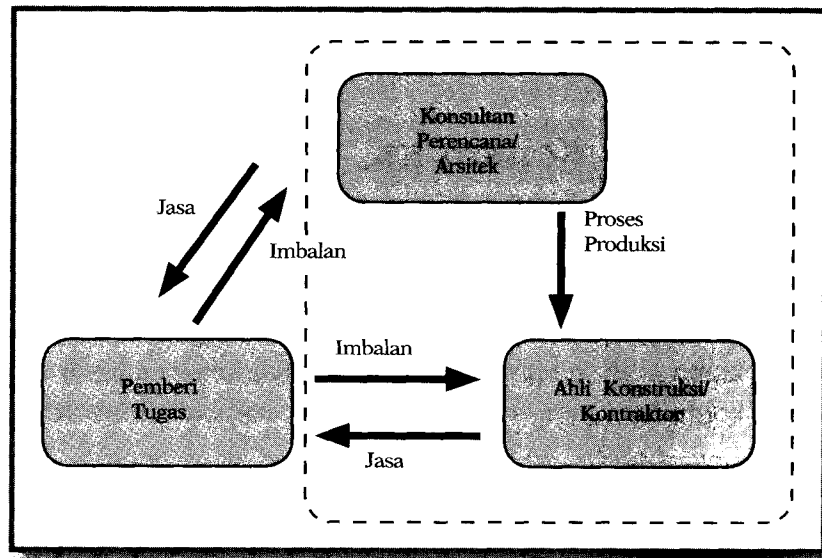 Konsultan
Perencana/
Arsitek
Jasa
Imbalan
Proses
Produksi
Pemberi
Tugas
Imbalan
Jasa
Ahli Konstruksi/
Kontraktor